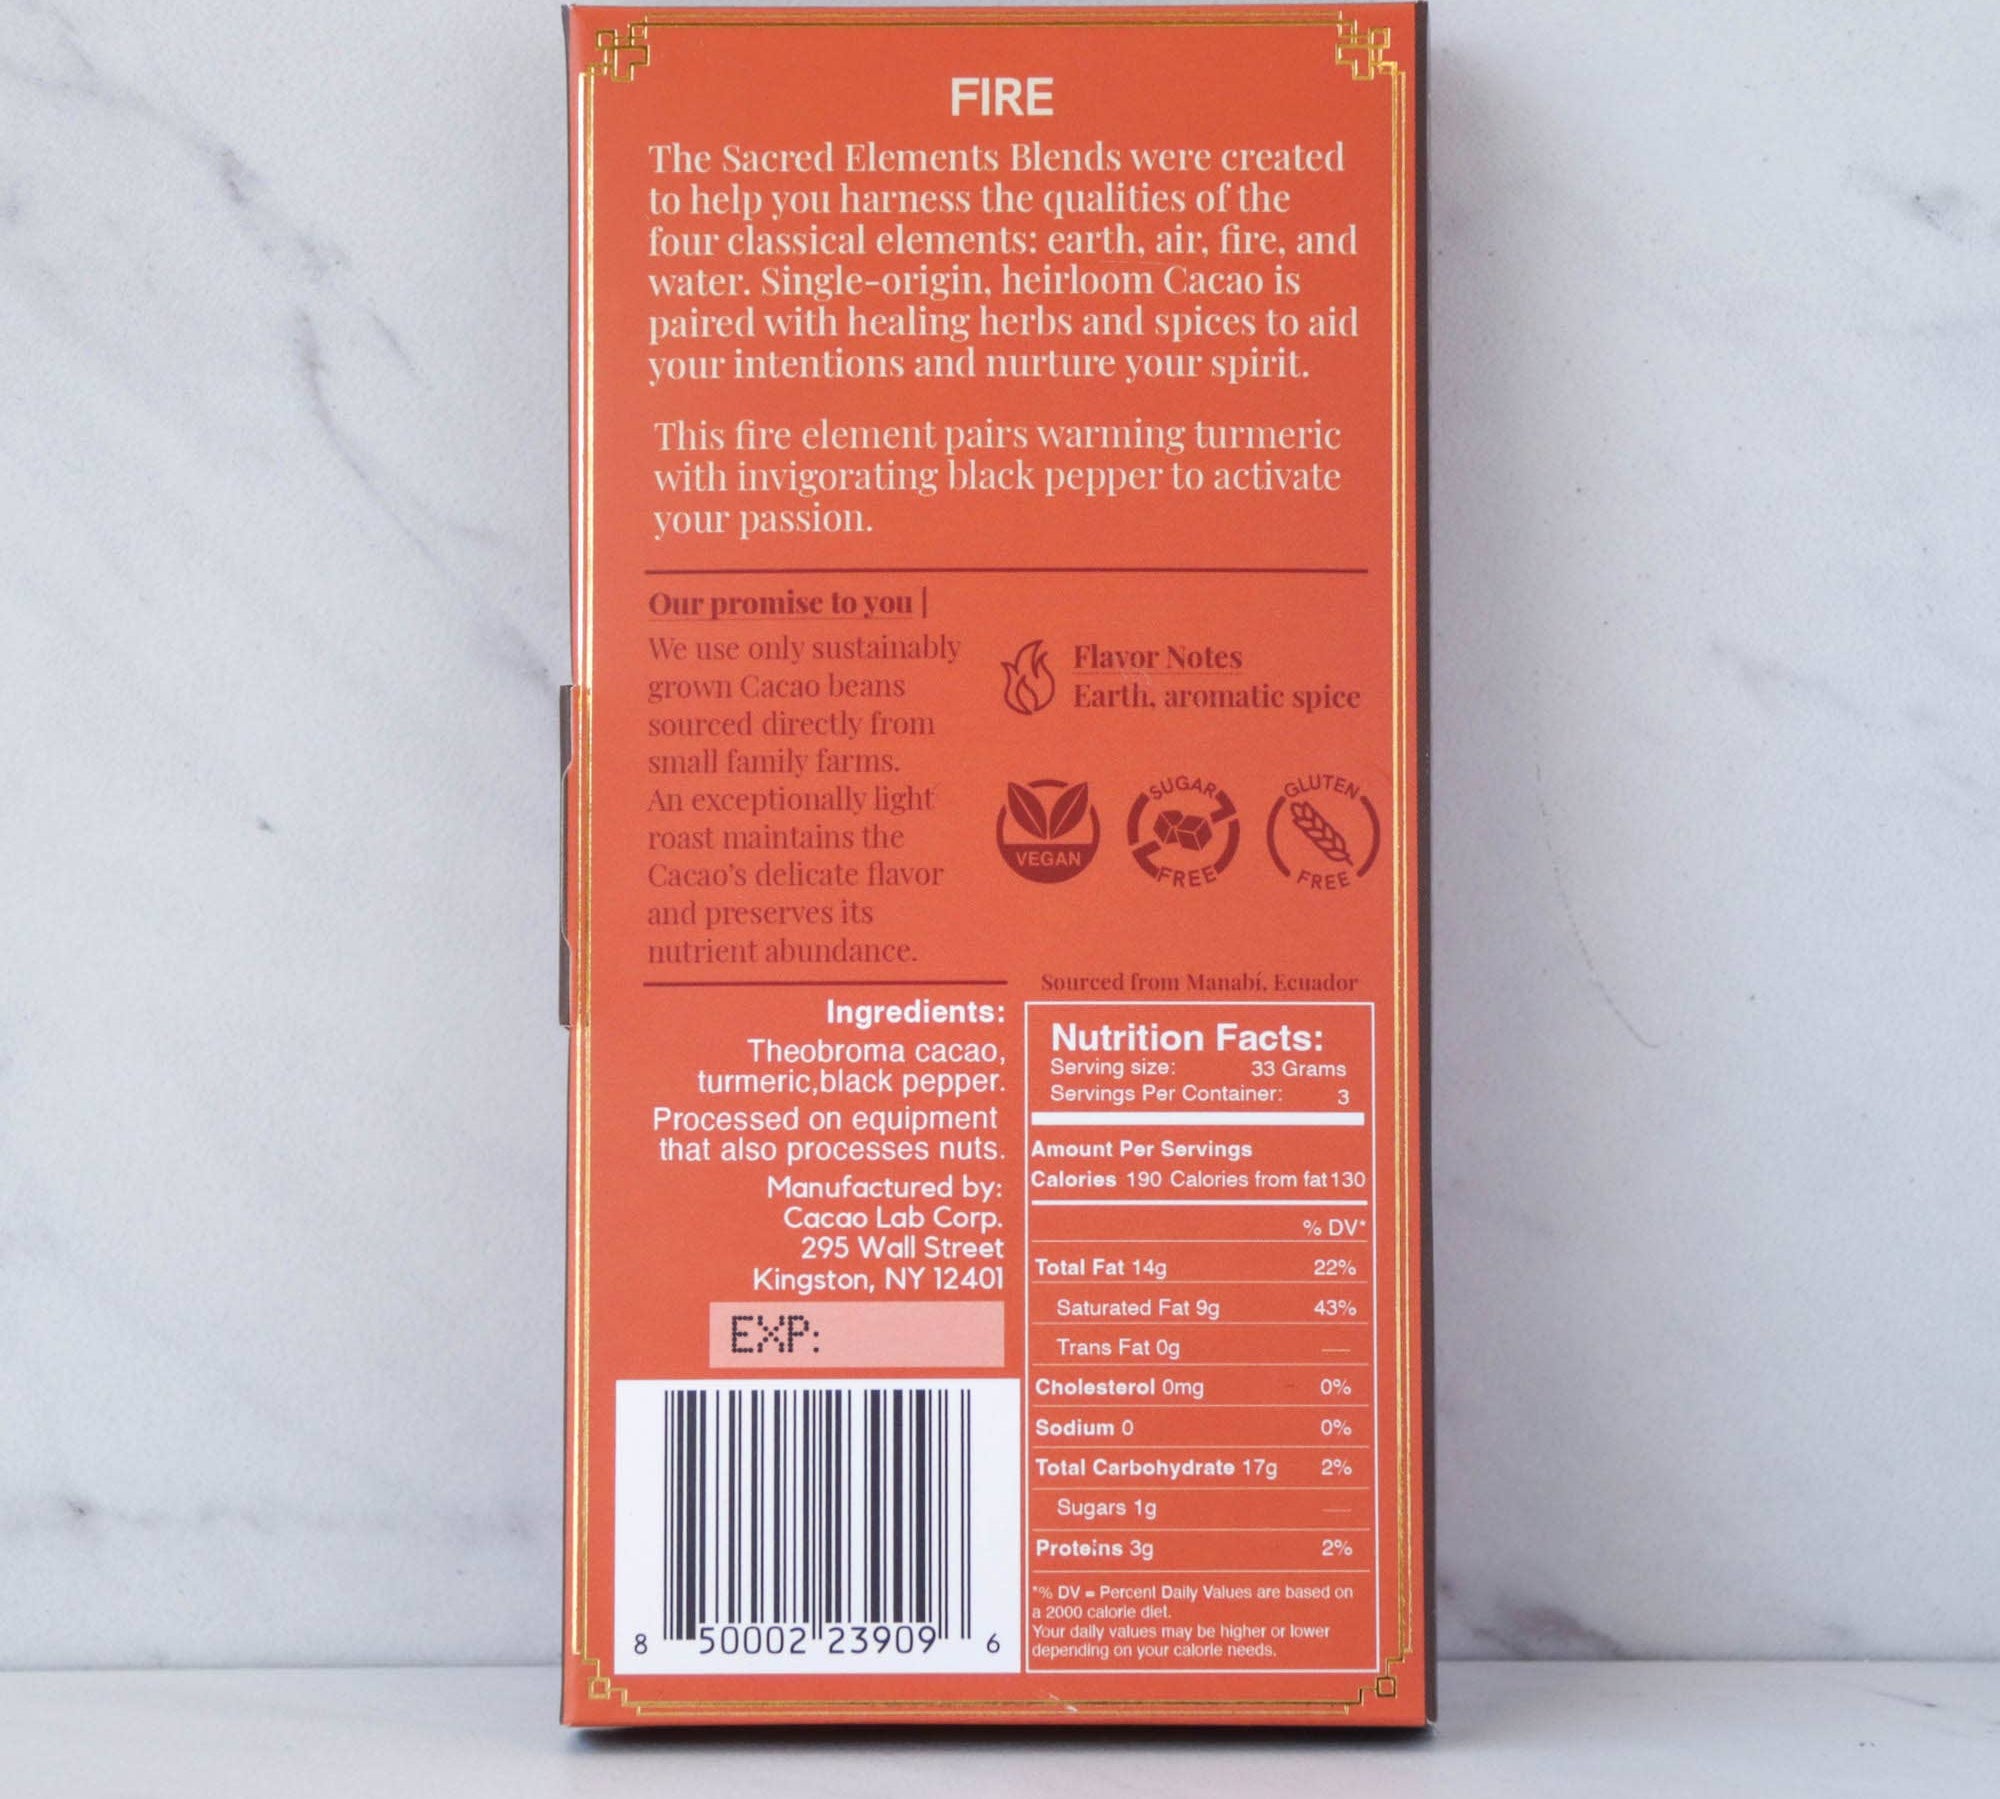 FIRE
The Sacred Elements Blends were created
to help you harness the qualities of the
four classical elements: earth, air, fire, and
water. Single-origin, heirloom Cacao is
paired with healing herbs and spices to aid
your intentions and nurture your spirit.
This fire element pairs warming turmeric
with invigorating black pepper to activate
your passion.
Our promise to you |
We use only sustainably
grown Cacao beans
sourced directly from
small family farms.
An exceptionally light
roast maintains the
Cacao's delicate flavor
and preserves its
nutrient abundance.
Flavor Notes
Earth, aromatic spice
VEGAN
SUGAR FREE
GLUTEN FREE
Sourced from Manabí, Ecuador
Ingredients:
Theobroma cacao,
turmeric,black pepper.
Processed on equipment
that also processes nuts.
Manufactured by:
Cacao Lab Corp.
295 Wall Street
Kingston, NY 12401
EXP:
8 50002 23909 6
Nutrition Facts:
Serving size: 33 Grams
Servings Per Container: 3
Amount Per Servings
Calories 190 Calories from fat 130
% DV*
Total Fat 14g 22%
Saturated Fat 9g 43%
Trans Fat 0g —
Cholesterol 0mg 0%
Sodium 0 0%
Total Carbohydrate 17g 2%
Sugars 1g —
Proteins 3g 2%
*% DV = Percent Daily Values are based on
a 2000 calorie diet.
Your daily values may be higher or lower
depending on your calorie needs.